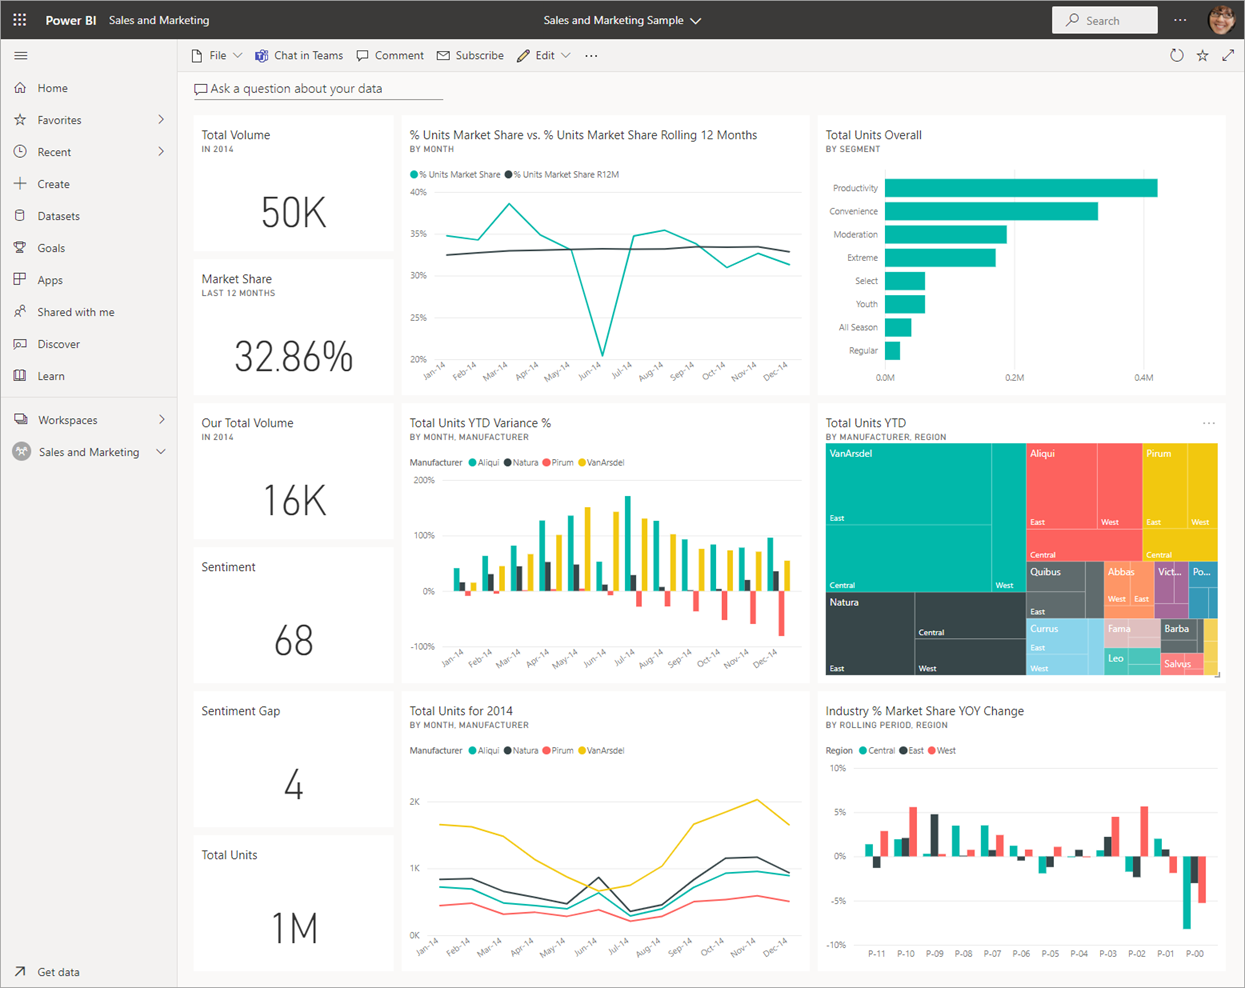 Power BI Sales and Marketing
Sales and Marketing Sample
Search
File
Chat in Teams
Comment
Subscribe
Edit
Home
Favorites
Recent
Create
Datasets
Goals
Apps
Shared with me
Discover
Learn
Workspaces
Sales and Marketing
Get data
Ask a question about your data
Total Volume
IN 2014
50K
Market Share
LAST 12 MONTHS
32.86%
Our Total Volume
IN 2014
16K
Sentiment
68
Sentiment Gap
4
Total Units
1M
% Units Market Share vs. % Units Market Share Rolling 12 Months
BY MONTH
% Units Market Share % Units Market Share R12M
40%
35%
30%
25%
20%
Jan-14 Feb-14 Mar-14 Apr-14 May-14 Jun-14 Jul-14 Aug-14 Sep-14 Oct-14 Nov-14 Dec-14
Total Units Overall
BY SEGMENT
Productivity
Convenience
Moderation
Extreme
Select
Youth
All Season
Regular
0.0M 0.2M 0.4M
Total Units YTD Variance %
BY MONTH, MANUFACTURER
Manufacturer Aliqui Natura Pirum VanArsdel
200%
100%
0%
-100%
Jan-14 Feb-14 Mar-14 Apr-14 May-14 Jun-14 Jul-14 Aug-14 Sep-14 Oct-14 Nov-14 Dec-14
Total Units YTD
BY MANUFACTURER, REGION
VanArsdel
East
Central
West
Natura
East
Central
West
Aliqui
East
West
Central
Pirum
East
West
Central
Quibus
East
Abbas
West East
Vict...
Po...
Currus
East
West
Fama
Leo
Barba
Salvus
Total Units for 2014
BY MONTH, MANUFACTURER
Manufacturer Aliqui Natura Pirum VanArsdel
2K
1K
0K
Jan-14 Feb-14 Mar-14 Apr-14 May-14 Jun-14 Jul-14 Aug-14 Sep-14 Oct-14 Nov-14 Dec-14
Industry % Market Share YOY Change
BY ROLLING PERIOD, REGION
Region Central East West
10%
5%
0%
-5%
-10%
P-11 P-10 P-09 P-08 P-07 P-06 P-05 P-04 P-03 P-02 P-01 P-00